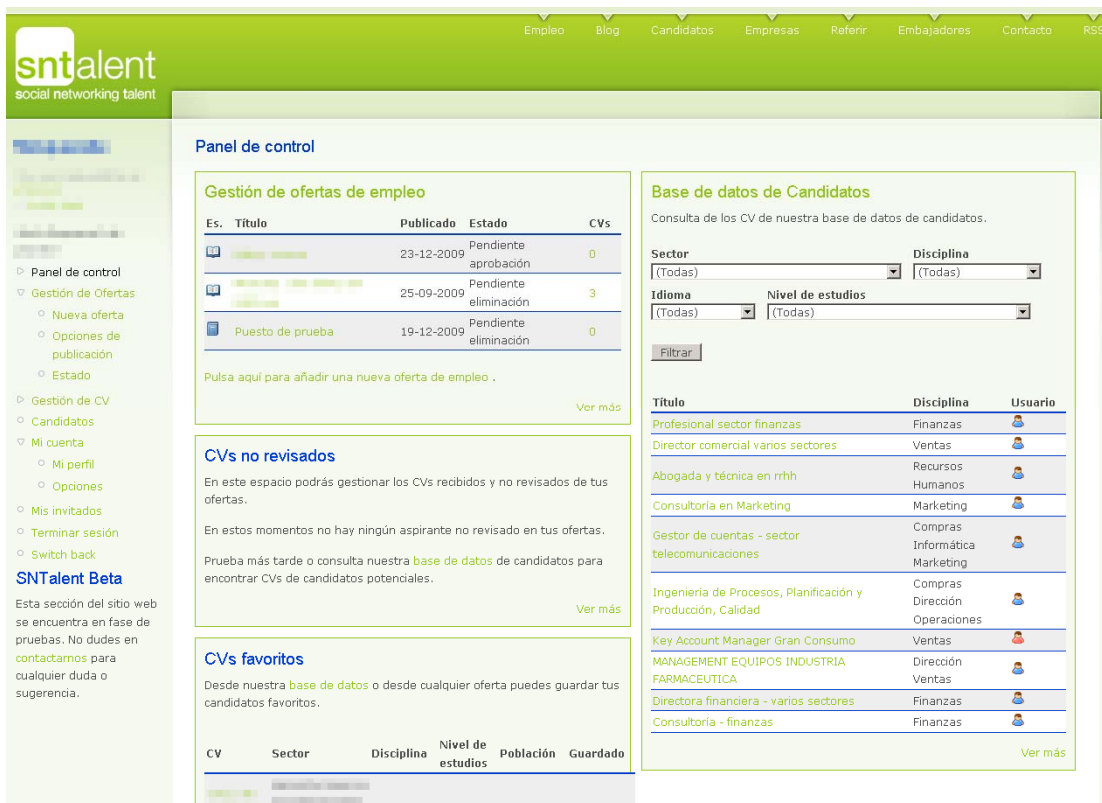 Empleo Blog Candidatos Empresas Referir Embajadores Contacto RSS
sntalent
social networking talent
Panel de control
Gestión de Ofertas
Nueva oferta
Opciones de
publicación
Estado
Gestión de CV
Candidatos
Mi cuenta
Mi perfil
Opciones
Mis invitados
Terminar sesión
Switch back
SNTalent Beta
Esta sección del sitio web
se encuentra en fase de
pruebas. No dudes en
contactarnos para
cualquier duda o
sugerencia.
Panel de control
Gestión de ofertas de empleo
Es. Título Publicado Estado CVs
23-12-2009 Pendiente
aprobación 0
25-09-2009 Pendiente
eliminación 3
Puesto de prueba 19-12-2009 Pendiente
eliminación 0
Pulsa aquí para añadir una nueva oferta de empleo .
Ver más
CVs no revisados
En este espacio podrás gestionar los CVs recibidos y no revisados de tus
ofertas.
En estos momentos no hay ningún aspirante no revisado en tus ofertas.
Prueba más tarde o consulta nuestra base de datos de candidatos para
encontrar CVs de candidatos potenciales.
Ver más
CVs favoritos
Desde nuestra base de datos o desde cualquier oferta puedes guardar tus
candidatos favoritos.
CV Sector Disciplina Nivel de
estudios Población Guardado
Base de datos de Candidatos
Consulta de los CV de nuestra base de datos de candidatos.
Sector Disciplina
(Todas) (Todas)
Idioma Nivel de estudios
(Todas) (Todas)
Filtrar
Título Disciplina Usuario
Profesional sector finanzas Finanzas
Director comercial varios sectores Ventas
Abogada y técnica en rrhh Recursos
Humanos
Consultoría en Marketing Marketing
Gestor de cuentas - sector
telecomunicaciones
Compras
Informática
Marketing
Ingeniería de Procesos, Planificación y
Producción, Calidad
Compras
Dirección
Operaciones
Key Account Manager Gran Consumo Ventas
MANAGEMENT EQUIPOS INDUSTRIA
FARMACEUTICA
Dirección
Ventas
Directora financiera - varios sectores Finanzas
Consultoría - finanzas Finanzas
Ver más